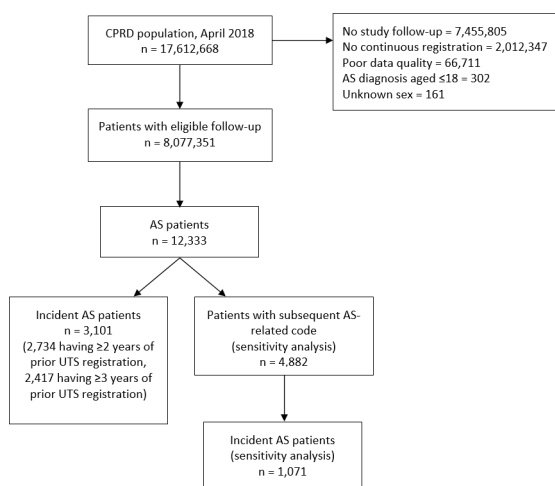 CPRD population, April 2018
n = 17,612,668
No study follow-up = 7,455,805
No continuous registration = 2,012,347
Poor data quality = 66,711
AS diagnosis aged ≤18 = 302
Unknown sex = 161
Patients with eligible follow-up
n = 8,077,351
AS patients
n = 12,333
Incident AS patients
n = 3,101
(2,734 having ≥2 years of
prior UTS registration,
2,417 having ≥3 years of
prior UTS registration)
Patients with subsequent AS-
related code
(sensitivity analysis)
n = 4,882
Incident AS patients
(sensitivity analysis)
n = 1,071